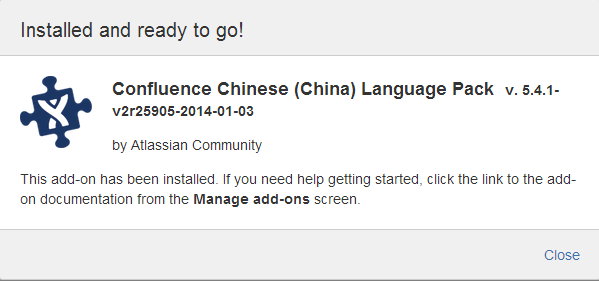 Installed and ready to go!
Confluence Chinese (China) Language Pack v. 5.4.1-
v2r25905-2014-01-03
by Atlassian Community
This add-on has been installed. If you need help getting started, click the link to the add-
on documentation from the Manage add-ons screen.
Close